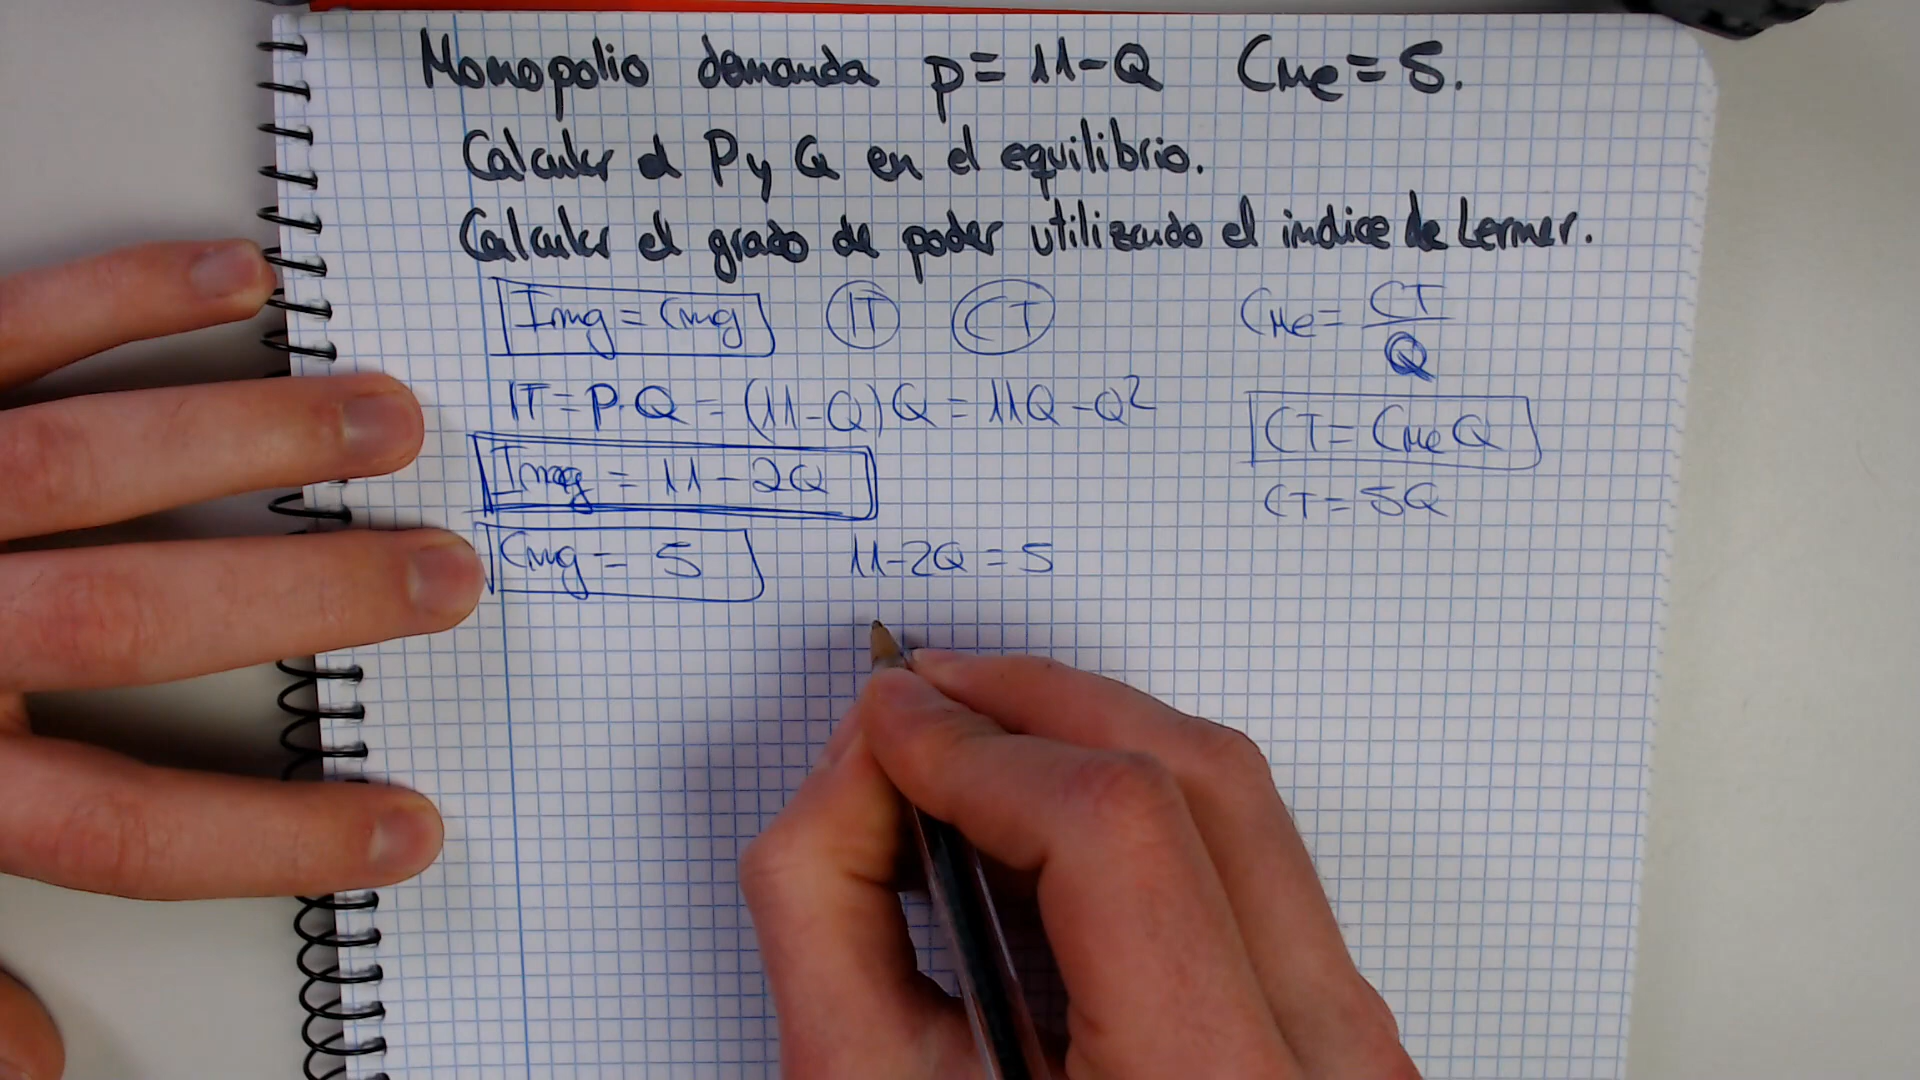 Monopolio demanda p = 11 - Q CMe = 5.
Calcular el P y Q en el equilibrio.
Calcular el grado de poder utilizando el indice de Lerner.
Img = Cmg IT CT CMe = CT / Q
IT = P · Q = (11 - Q) Q = 11Q - Q² CT = CMe Q
Img = 11 - 2Q CT = 5Q
Cmg = 5 11 - 2Q = 5